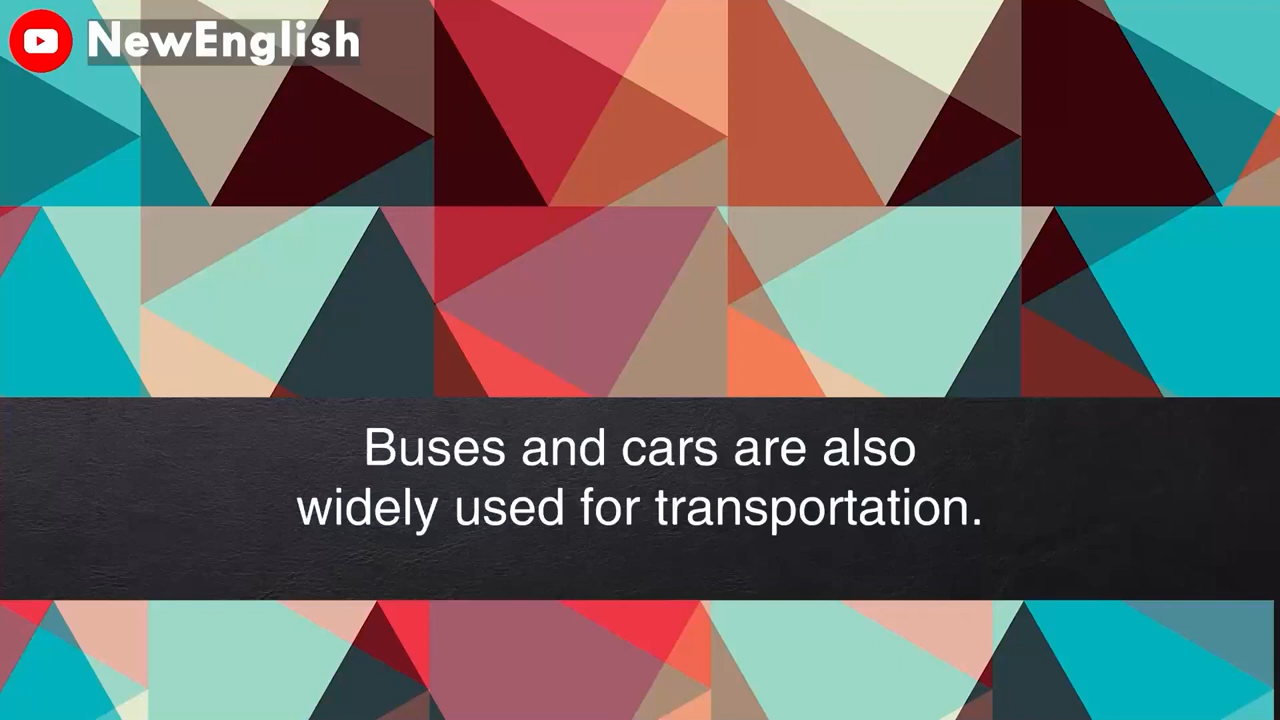 NewEnglish
Buses and cars are also
widely used for transportation.